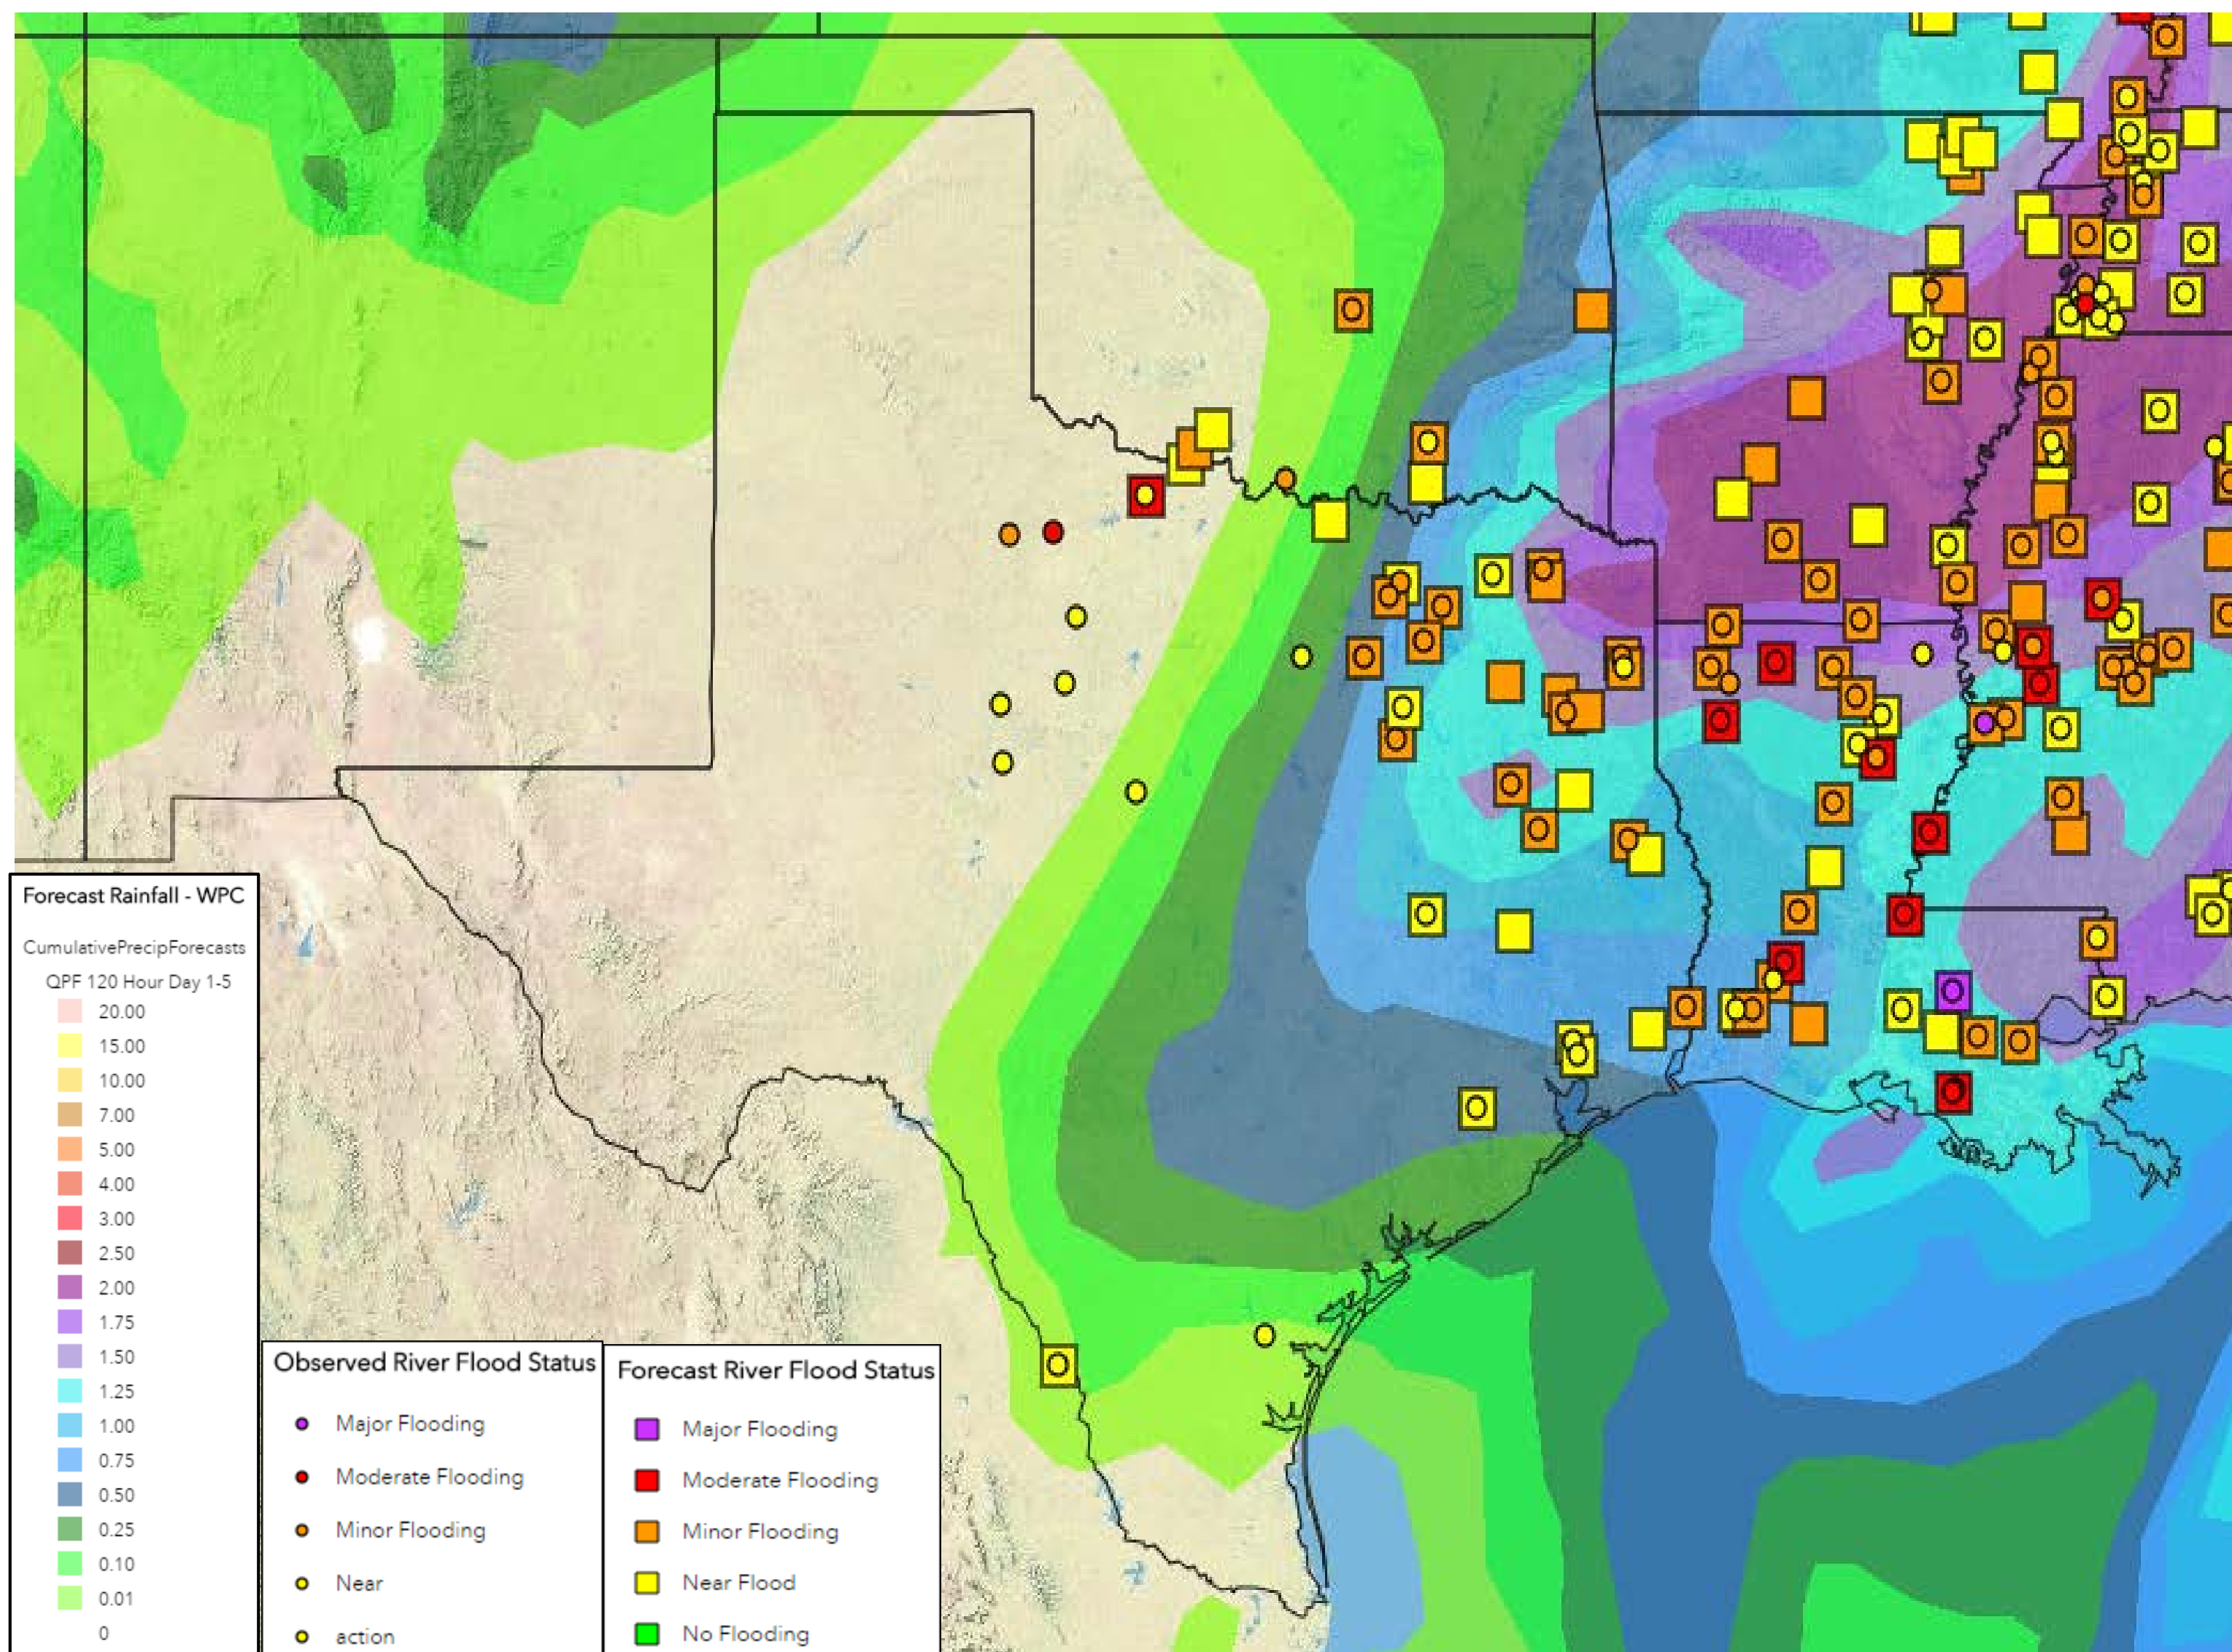 Forecast Rainfall - WPC
CumulativePrecipForecasts
QPF 120 Hour Day 1-5
20.00
15.00
10.00
7.00
5.00
4.00
3.00
2.50
2.00
1.75
1.50
1.25
1.00
0.75
0.50
0.25
0.10
0.01
0
Observed River Flood Status
Major Flooding
Moderate Flooding
Minor Flooding
Near
action
Forecast River Flood Status
Major Flooding
Moderate Flooding
Minor Flooding
Near Flood
No Flooding